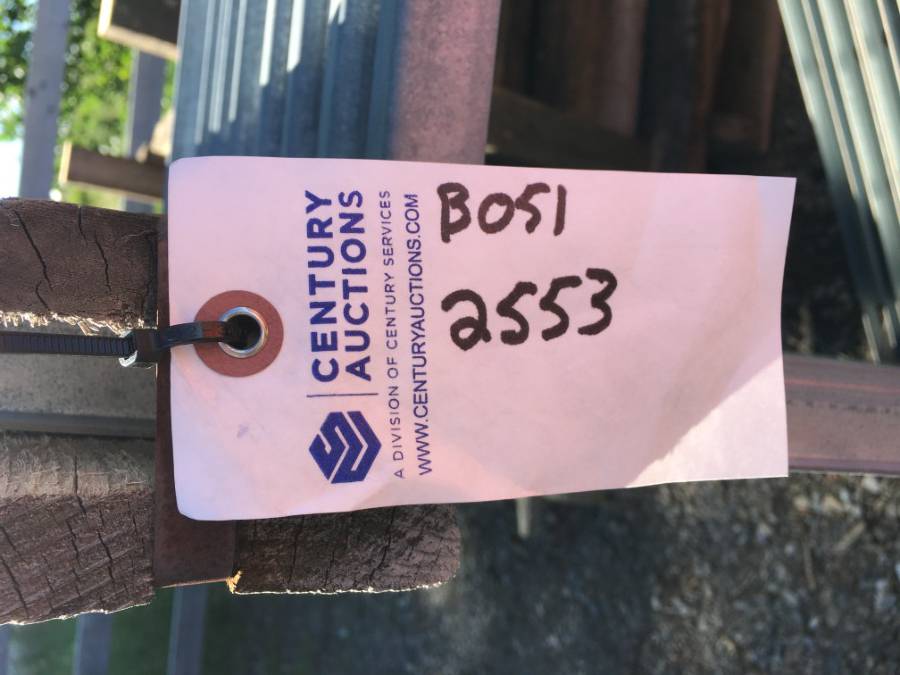 CENTURY
AUCTIONS
A DIVISION OF CENTURY SERVICES
WWW.CENTURYAUCTIONS.COM
B051
2553